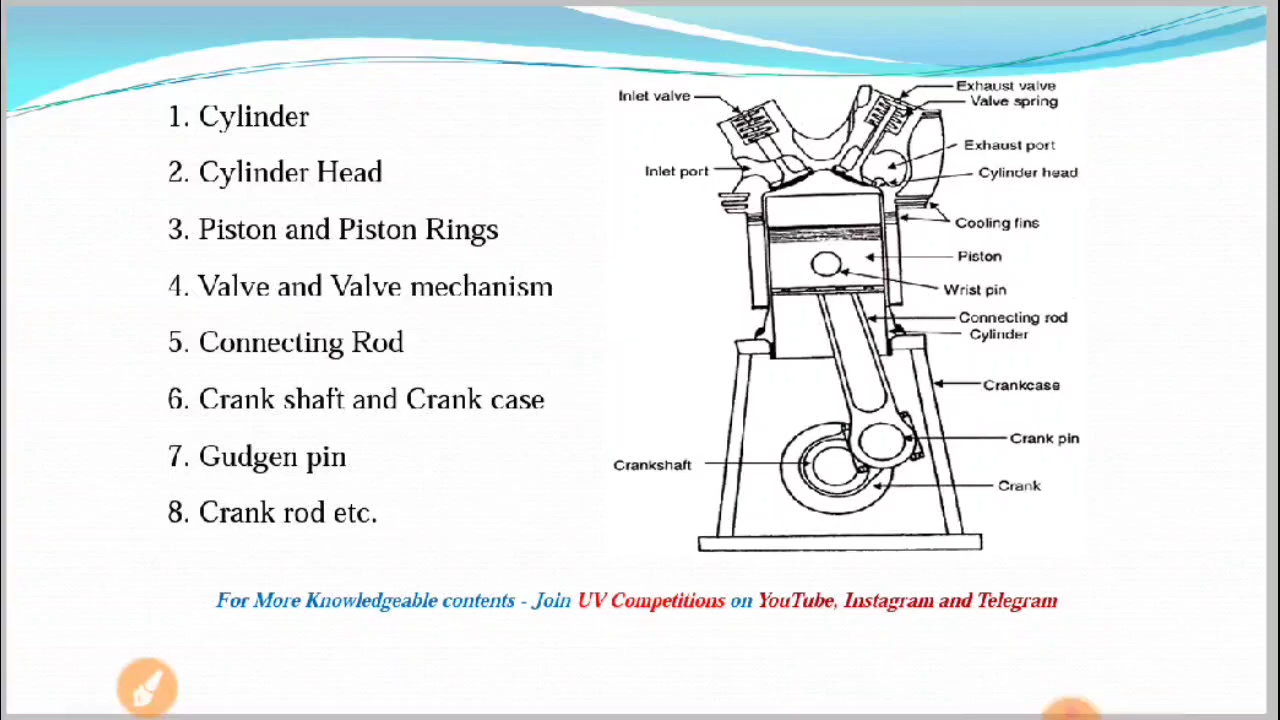 1. Cylinder
2. Cylinder Head
3. Piston and Piston Rings
4. Valve and Valve mechanism
5. Connecting Rod
6. Crank shaft and Crank case
7. Gudgen pin
8. Crank rod etc.
Inlet valve
Inlet port
Crankshaft
Exhaust valve
Valve spring
Exhaust port
Cylinder head
Cooling fins
Piston
Wrist pin
Connecting rod
Cylinder
Crankcase
Crank pin
Crank
For More Knowledgeable contents - Join UV Competitions on YouTube, Instagram and Telegram